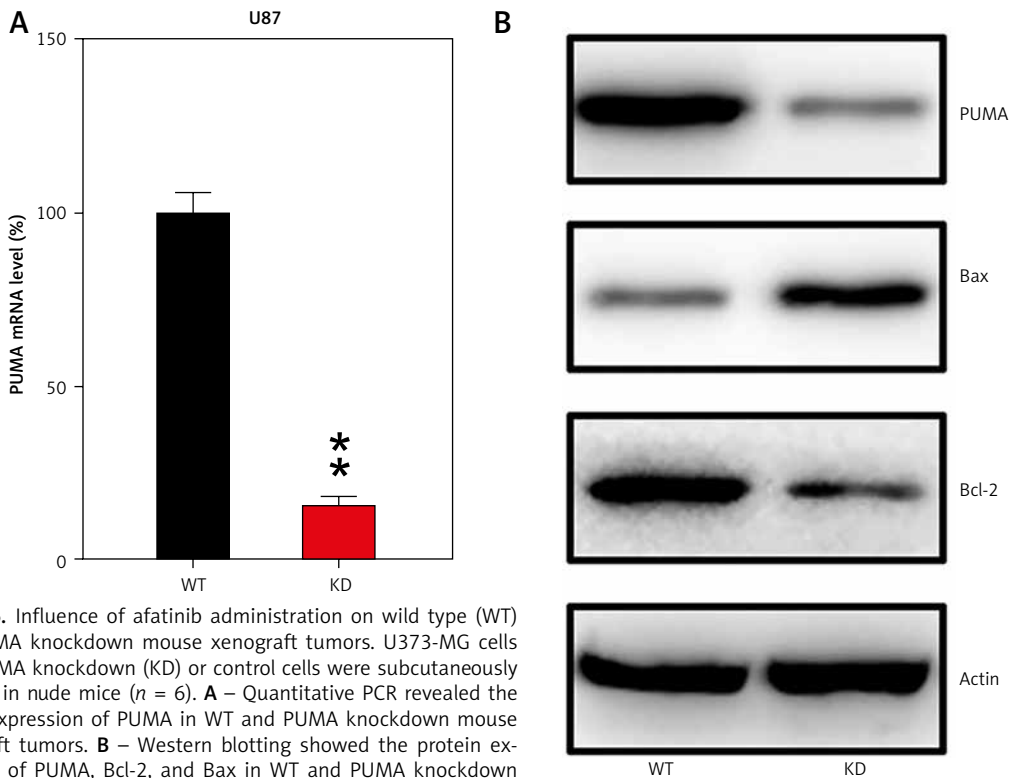 A
U87
150
100
50
0
PUMA mRNA level (%)
**
WT KD
B
PUMA
Bax
Bcl-2
Actin
WT KD
. Influence of afatinib administration on wild type (WT)
MA knockdown mouse xenograft tumors. U373-MG cells
MA knockdown (KD) or control cells were subcutaneously
in nude mice (n = 6). A – Quantitative PCR revealed the
xpression of PUMA in WT and PUMA knockdown mouse
ft tumors. B – Western blotting showed the protein ex-
of PUMA, Bcl-2, and Bax in WT and PUMA knockdown